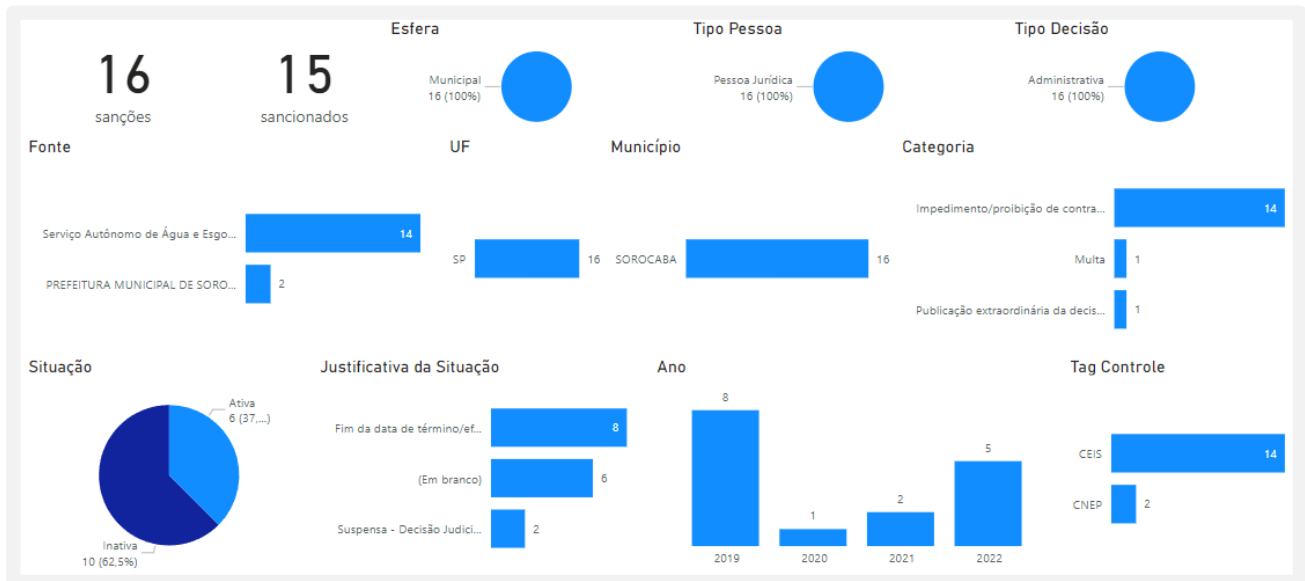 16
sanções
15
sancionados
Esfera
Municipal
16 (100%)
Tipo Pessoa
Pessoa Jurídica
16 (100%)
Tipo Decisão
Administrativa
16 (100%)
Fonte
Serviço Autônomo de Água e Esgo...
14
PREFEITURA MUNICIPAL DE SORO...
2
UF
SP
16
Município
SOROCABA
16
Categoria
Impedimento/proibição de contra...
14
Multa
1
Publicação extraordinária da decis...
1
Situação
Ativa
6 (37,...)
Inativa
10 (62,5%)
Justificativa da Situação
Fim da data de término/ef...
8
(Em branco)
6
Suspensa - Decisão Judici...
2
Ano
8
1
2
5
2019
2020
2021
2022
Tag Controle
CEIS
14
CNEP
2